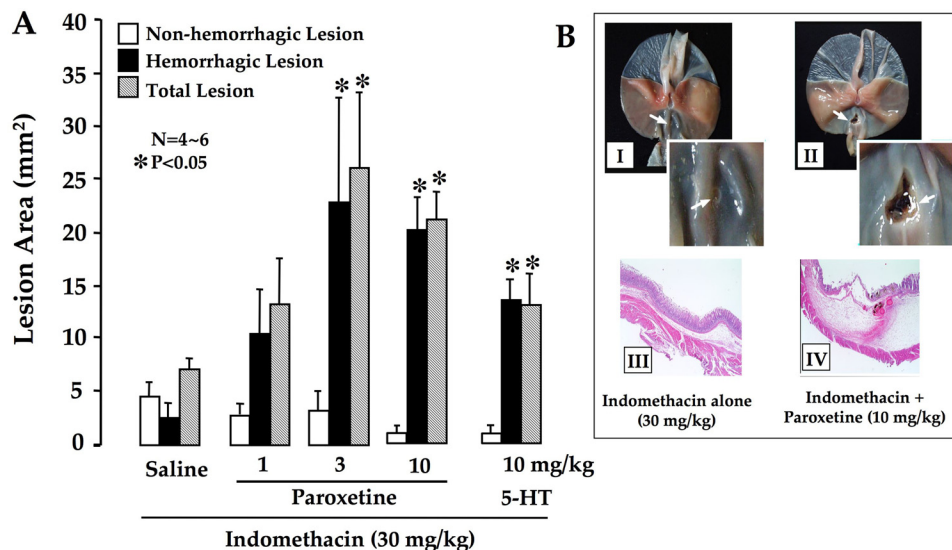 A
Non-hemorrhagic Lesion
Hemorrhagic Lesion
Total Lesion
N=4~6
* P<0.05
Lesion Area (mm²)
40
35
30
25
20
15
10
5
0
* *
* *
* *
Saline
1 3 10 10 mg/kg
Paroxetine 5-HT
Indomethacin (30 mg/kg)
B
I II
III IV
Indomethacin alone
(30 mg/kg)
Indomethacin +
Paroxetine (10 mg/kg)